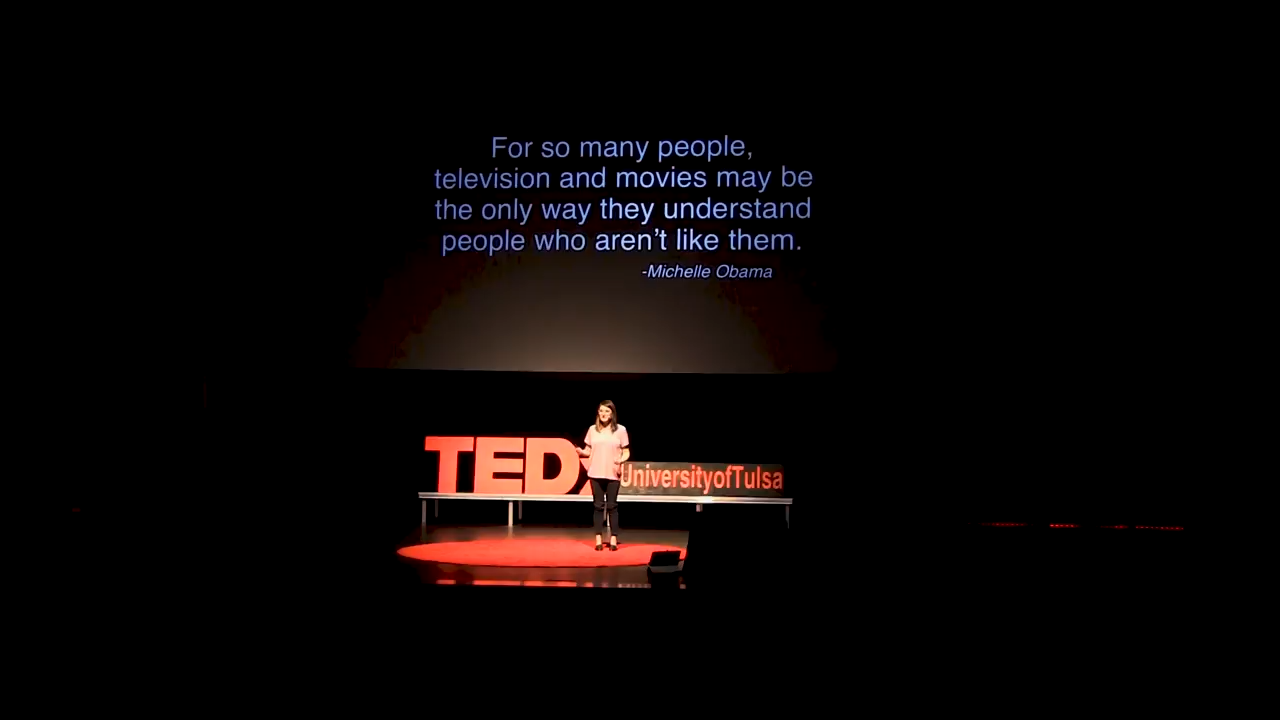 For so many people,
television and movies may be
the only way they understand
people who aren't like them.
-Michelle Obama
TEDx
UniversityofTulsa